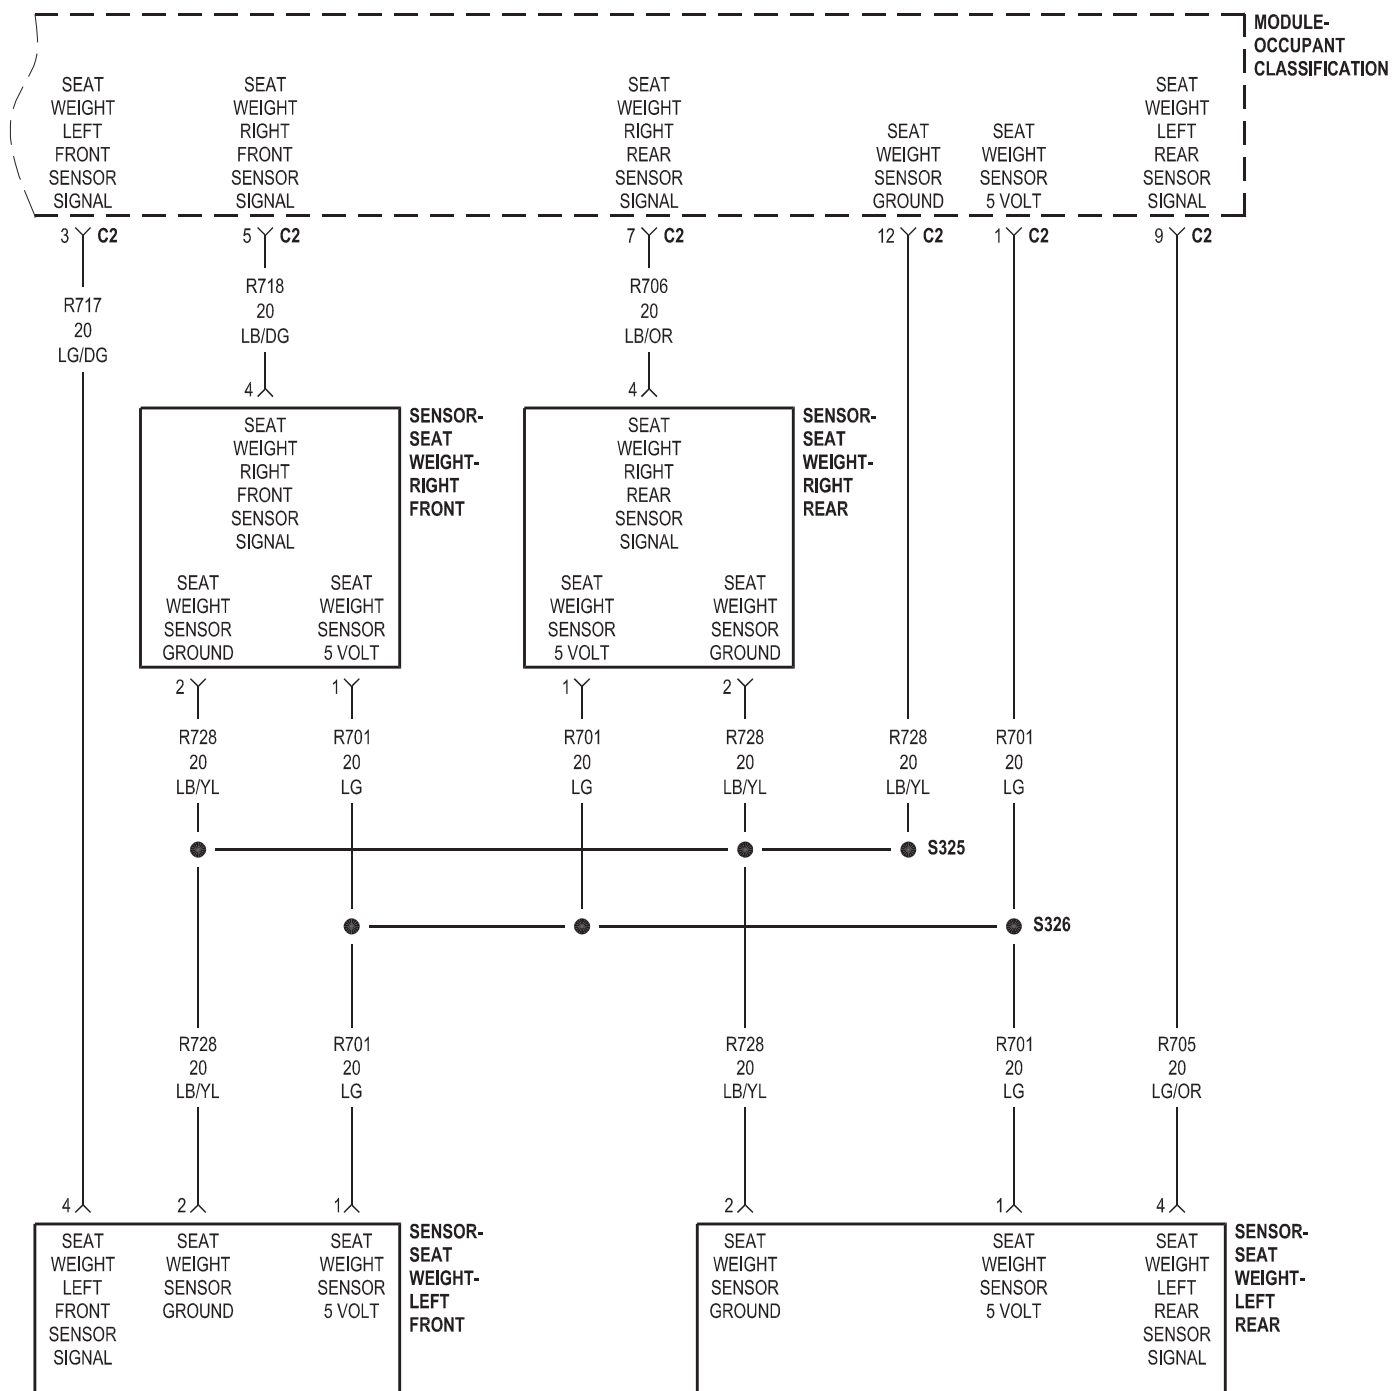 MODULE-
OCCUPANT
CLASSIFICATION
SEAT
WEIGHT
LEFT
FRONT
SENSOR
SIGNAL
SEAT
WEIGHT
RIGHT
FRONT
SENSOR
SIGNAL
SEAT
WEIGHT
RIGHT
REAR
SENSOR
SIGNAL
SEAT
WEIGHT
SENSOR
GROUND
SEAT
WEIGHT
SENSOR
5 VOLT
SEAT
WEIGHT
LEFT
REAR
SENSOR
SIGNAL
3 C2
5 C2
7 C2
12 C2
1 C2
9 C2
R717
20
LG/DG
R718
20
LB/DG
R706
20
LB/OR
4
4
SEAT
WEIGHT
RIGHT
FRONT
SENSOR
SIGNAL
SENSOR-
SEAT
WEIGHT-
RIGHT
FRONT
SEAT
WEIGHT
RIGHT
REAR
SENSOR
SIGNAL
SENSOR-
SEAT
WEIGHT-
RIGHT
REAR
SEAT
WEIGHT
SENSOR
GROUND
SEAT
WEIGHT
SENSOR
5 VOLT
SEAT
WEIGHT
SENSOR
5 VOLT
SEAT
WEIGHT
SENSOR
GROUND
2
1
1
2
R728
20
LB/YL
R701
20
LG
R701
20
LG
R728
20
LB/YL
R728
20
LB/YL
R701
20
LG
S325
S326
R728
20
LB/YL
R701
20
LG
R728
20
LB/YL
R701
20
LG
R705
20
LG/OR
4
2
1
2
1
4
SEAT
WEIGHT
LEFT
FRONT
SENSOR
SIGNAL
SEAT
WEIGHT
SENSOR
GROUND
SEAT
WEIGHT
SENSOR
5 VOLT
SENSOR-
SEAT
WEIGHT-
LEFT
FRONT
SEAT
WEIGHT
SENSOR
GROUND
SEAT
WEIGHT
SENSOR
5 VOLT
SEAT
WEIGHT
LEFT
REAR
SENSOR
SIGNAL
SENSOR-
SEAT
WEIGHT-
LEFT
REAR